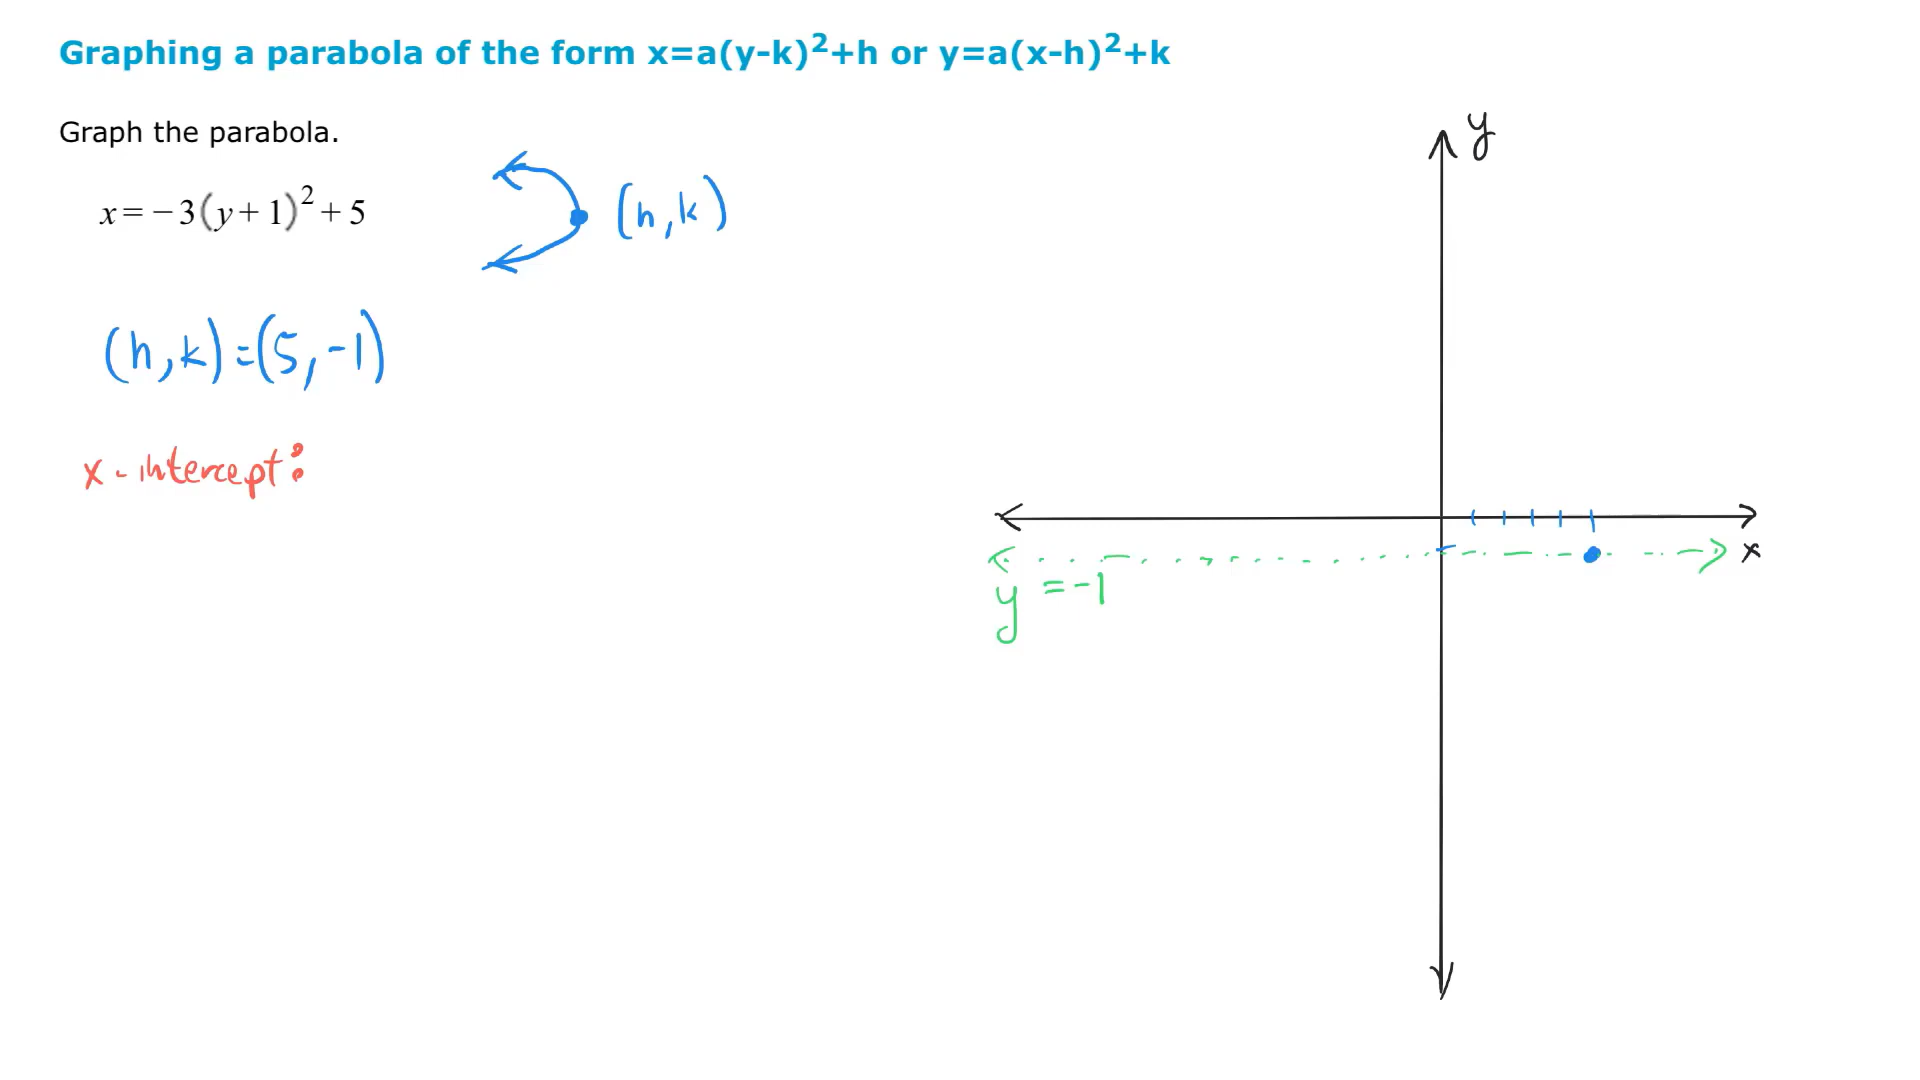 Graphing a parabola of the form x=a(y-k)²+h or y=a(x-h)²+k
Graph the parabola.
x=−3(y+1)²+5
(h,k)
(h,k)=(5,-1)
x-intercept:
y
x
y=-1